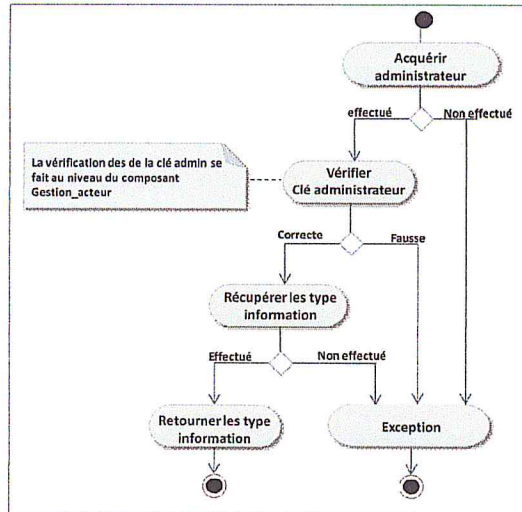 Acquérir
administrateur
effectué
Non effectué
La vérification des de la clé admin se
fait au niveau du composant
Gestion_acteur
Vérifier
Clé administrateur
Correcte
Fausse
Récupérer les type
information
Effectué
Non effectué
Retourner les type
information
Exception